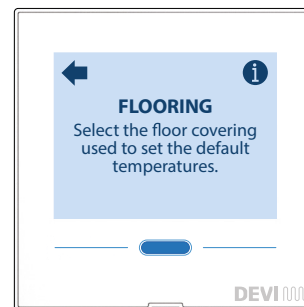 FLOORING
Select the floor covering
used to set the default
temperatures.
DEVI